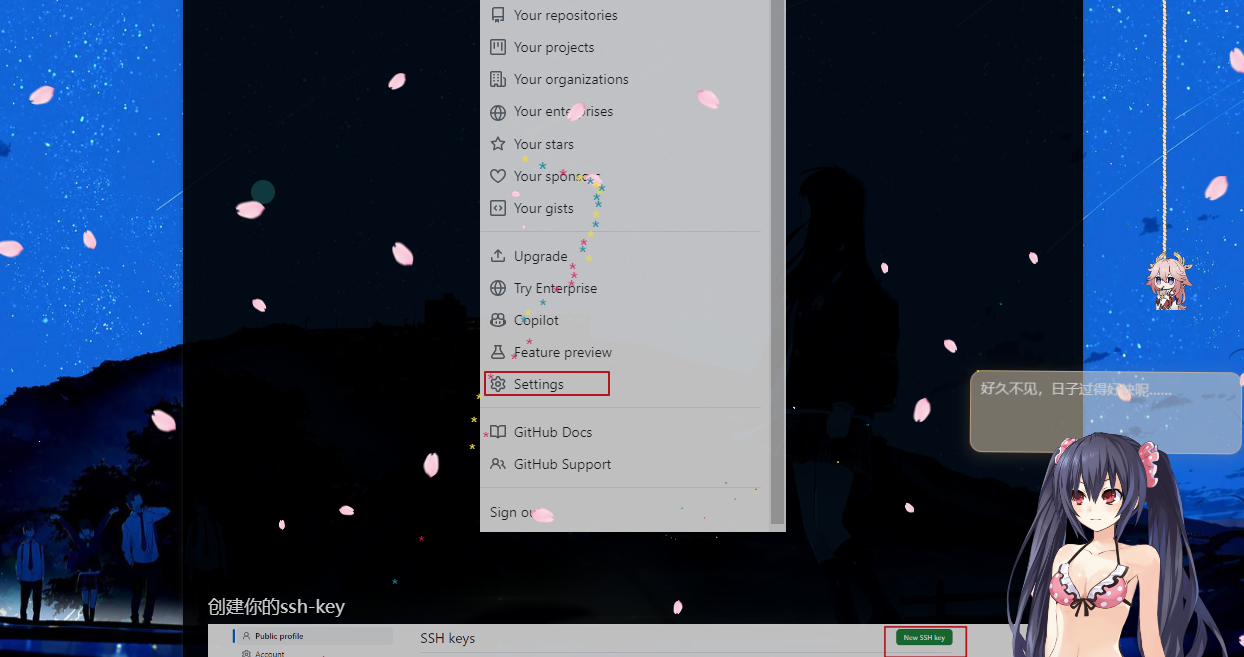 Your repositories
Your projects
Your organizations
Your enterprises
Your stars
Your sponsors
Your gists
Upgrade
Try Enterprise
Copilot
Feature preview
Settings
GitHub Docs
GitHub Support
Sign out
好久不见，日子过得好快呢……
创建你的ssh-key
Public profile
SSH keys
New SSH key
Account